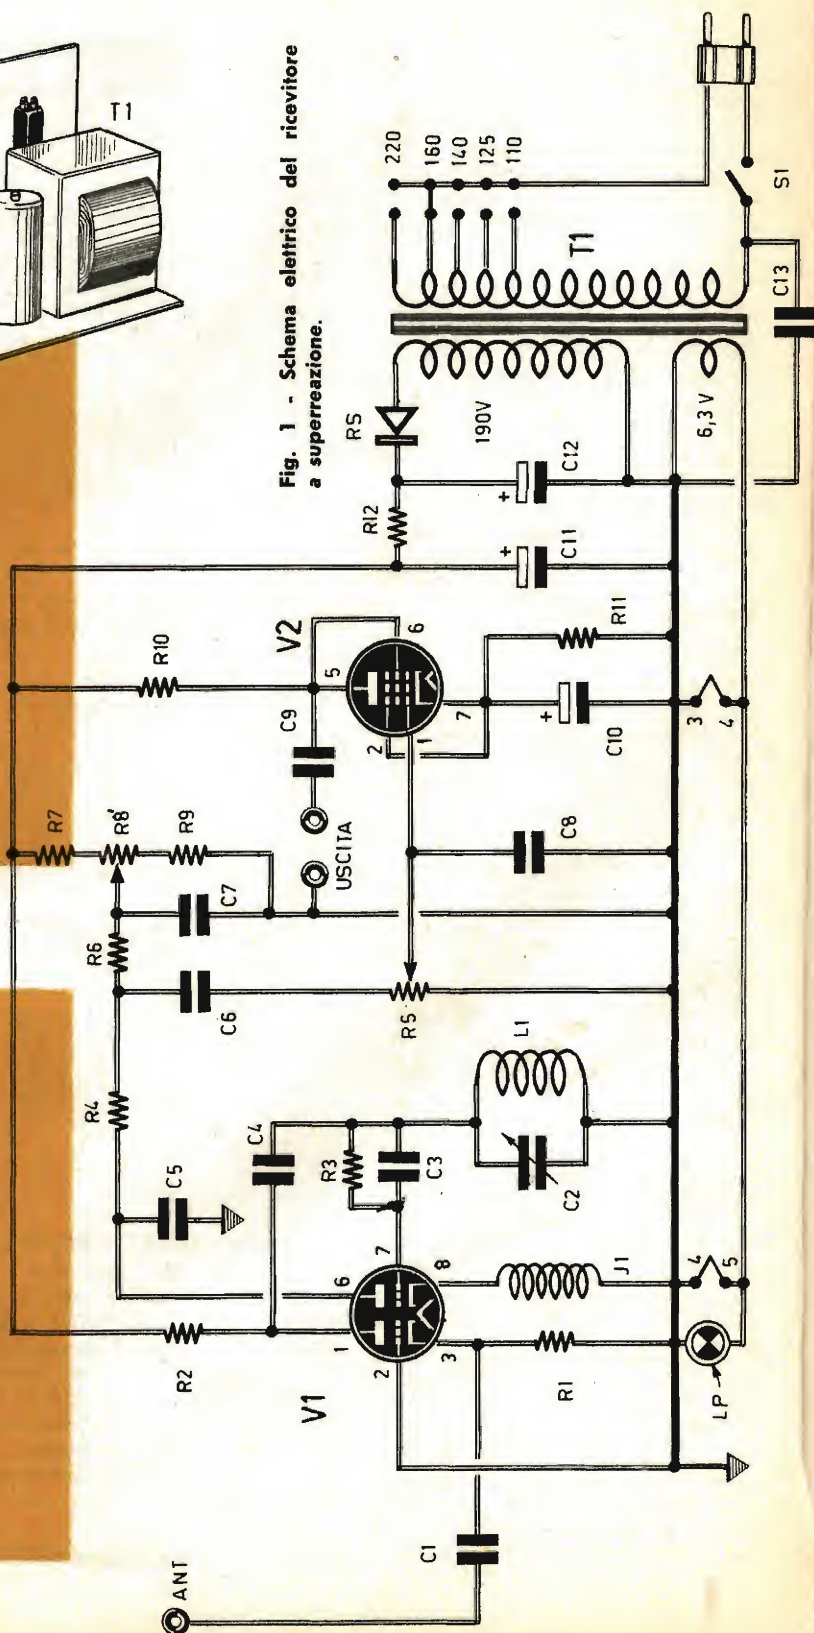 T1
Fig. 1 - Schema elettrico del ricevitore
a superreazione.
ANT
C1
V1
R2
1
2
3
6
7
8
R1
LP
J1
4
5
C5
R4
C4
R3
C3
C2
L1
R6
C6
C7
R5
R7
R8
R9
USCITA
C8
C9
R10
V2
5
6
2
1
7
+
C10
R11
3
4
R12
+
C11
+
C12
RS
190V
6,3 V
T1
220
160
140
125
110
S1
C13